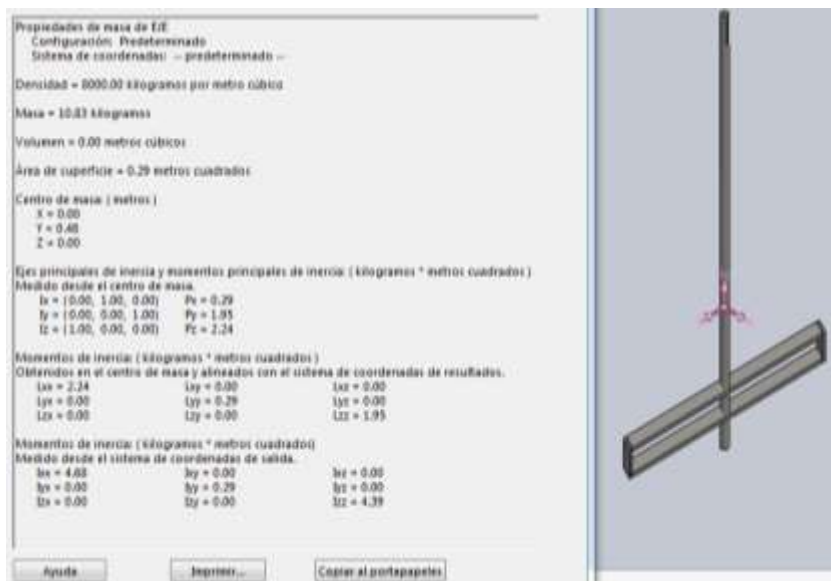 Propiedades de masa de E/E
Configuración: Predeterminado
Sistema de coordenadas: -- predeterminado --
Densidad = 8000.00 kilogramos por metro cúbico
Masa = 10.83 kilogramos
Volumen = 0.00 metros cúbicos
Área de superficie = 0.29 metros cuadrados
Centro de masa: ( metros )
X = 0.00
Y = 0.48
Z = 0.00
Ejes principales de inercia y momentos principales de inercia: ( kilogramos * metros cuadrados )
Medido desde el centro de masa.
Ix = (0.00, 1.00, 0.00) Px = 0.29
Iy = (0.00, 0.00, 1.00) Py = 1.95
Iz = (1.00, 0.00, 0.00) Pz = 2.24
Momentos de inercia: ( kilogramos * metros cuadrados )
Obtenidos en el centro de masa y alineados con el sistema de coordenadas de resultados.
Lxx = 2.24 Lxy = 0.00 Lxz = 0.00
Lyx = 0.00 Lyy = 0.29 Lyz = 0.00
Lzx = 0.00 Lzy = 0.00 Lzz = 1.95
Momentos de inercia: ( kilogramos * metros cuadrados)
Medido desde el sistema de coordenadas de salida.
Ixx = 4.68 Ixy = 0.00 Ixz = 0.00
Iyx = 0.00 Iyy = 0.29 Iyz = 0.00
Izx = 0.00 Izy = 0.00 Izz = 4.39
Ayuda Imprimir... Copiar al portapapeles